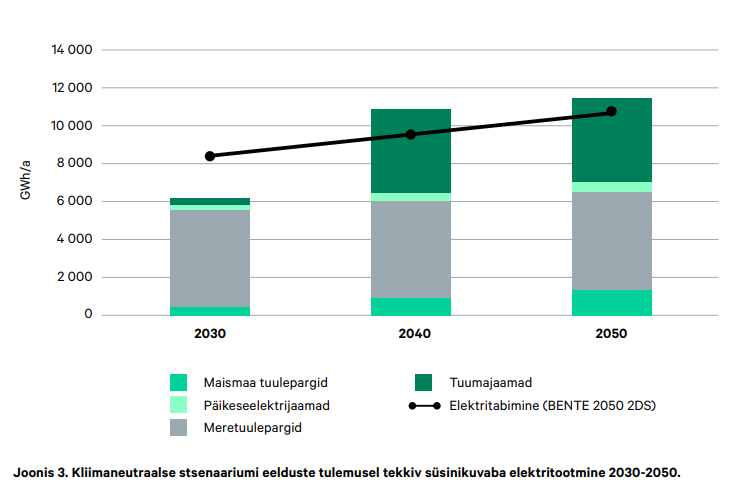 14 000
12 000
10 000
8 000
6 000
4 000
2 000
0
GWh/a
2030 2040 2050
Maismaa tuulepargid
Päikeseelektrijaamad
Meretuulepargid
Tuumajaamad
Elektritabimine (BENTE 2050 2DS)
Joonis 3. Kliimaneutraalse stsenaariumi eelduste tulemusel tekkiv süsinikuvaba elektritootmine 2030-2050.